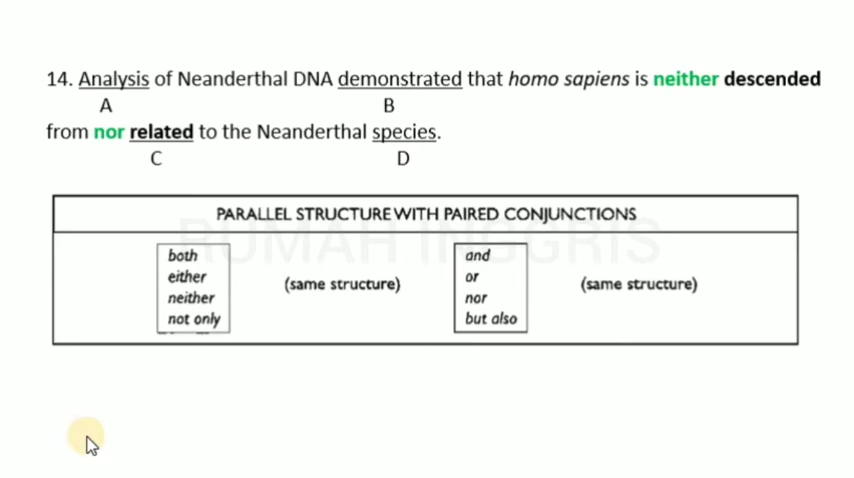 14. Analysis of Neanderthal DNA demonstrated that homo sapiens is neither descended
A B
from nor related to the Neanderthal species.
C D
PARALLEL STRUCTURE WITH PAIRED CONJUNCTIONS
RUMAH INGGRIS
both and
either or
(same structure) (same structure)
neither nor
not only but also